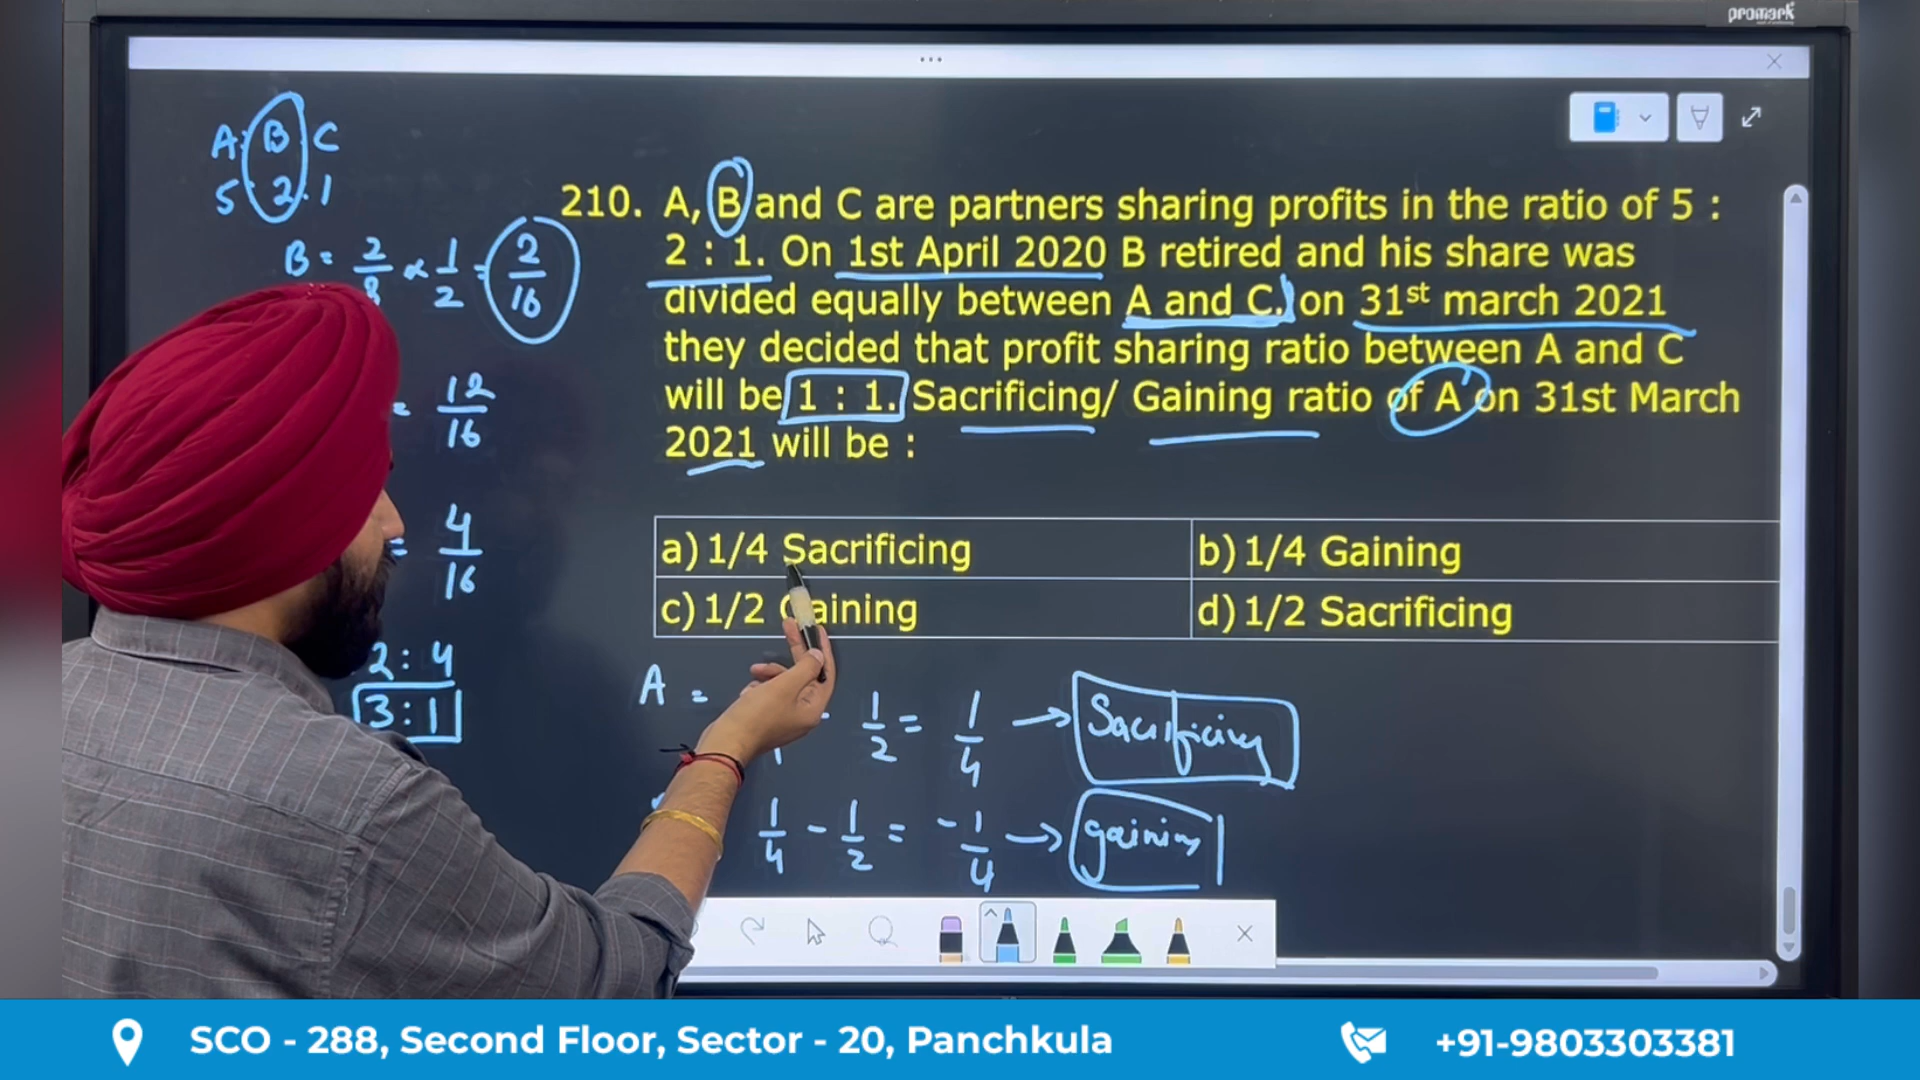 promark
A : B : C
5 : 2 : 1
B = 2/8 × 1/2 = 2/16
= 12/16
= 4/16
2 : 4
3 : 1
210. A, B and C are partners sharing profits in the ratio of 5 :
2 : 1. On 1st April 2020 B retired and his share was
divided equally between A and C. on 31st march 2021
they decided that profit sharing ratio between A and C
will be 1 : 1. Sacrificing/ Gaining ratio of A on 31st March
2021 will be :
a) 1/4 Sacrificing
b) 1/4 Gaining
c) 1/2 Gaining
d) 1/2 Sacrificing
A = - 1/2 = 1/4 → Sacrificing
1/4 - 1/2 = -1/4 → gaining
SCO - 288, Second Floor, Sector - 20, Panchkula
+91-9803303381